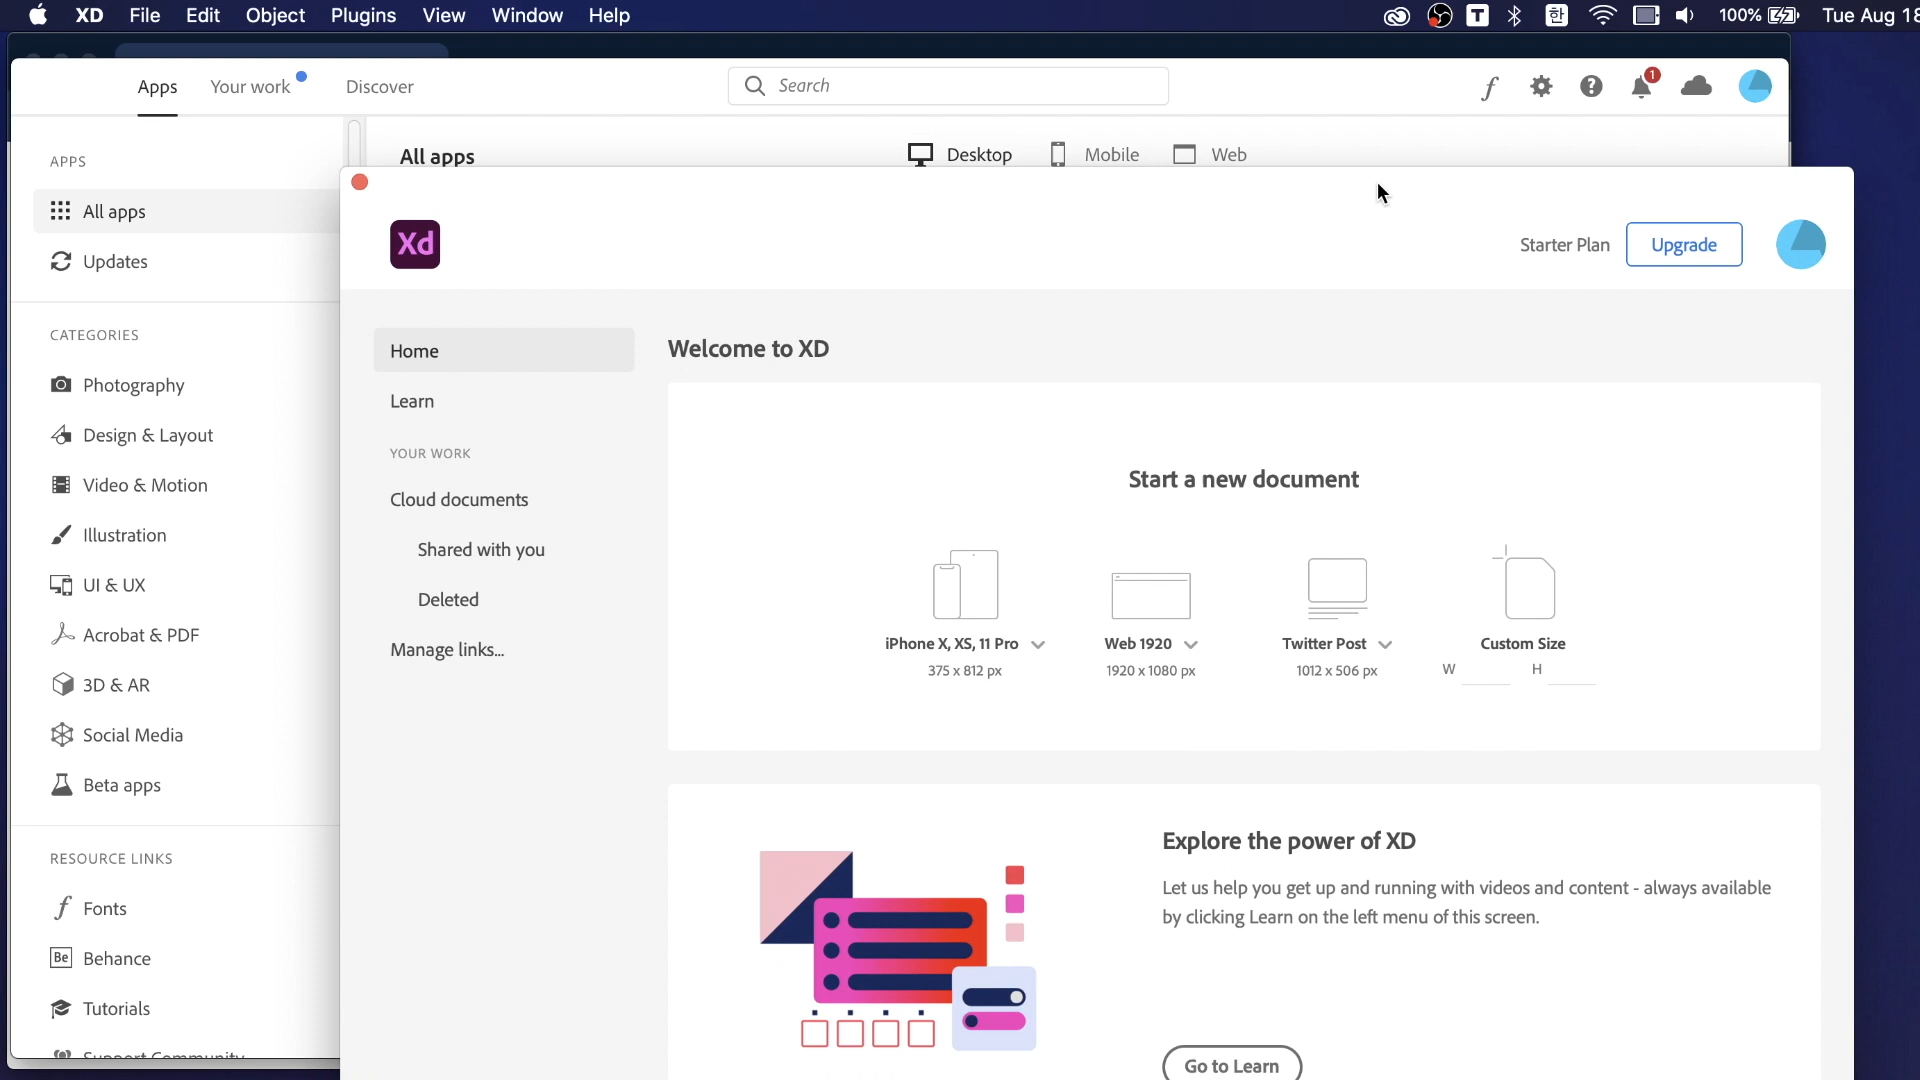 XD File Edit Object Plugins View Window Help
T 한 100% Tue Aug 18
Apps Your work Discover
Search
f 1
APPS
All apps
Updates
CATEGORIES
Photography
Design & Layout
Video & Motion
Illustration
UI & UX
Acrobat & PDF
3D & AR
Social Media
Beta apps
RESOURCE LINKS
f Fonts
Be Behance
Tutorials
Support Community
All apps
Desktop Mobile Web
Xd
Starter Plan Upgrade
Home
Learn
YOUR WORK
Cloud documents
Shared with you
Deleted
Manage links...
Welcome to XD
Start a new document
iPhone X, XS, 11 Pro
375 x 812 px
Web 1920
1920 x 1080 px
Twitter Post
1012 x 506 px
Custom Size
W H
Explore the power of XD
Let us help you get up and running with videos and content - always available
by clicking Learn on the left menu of this screen.
Go to Learn